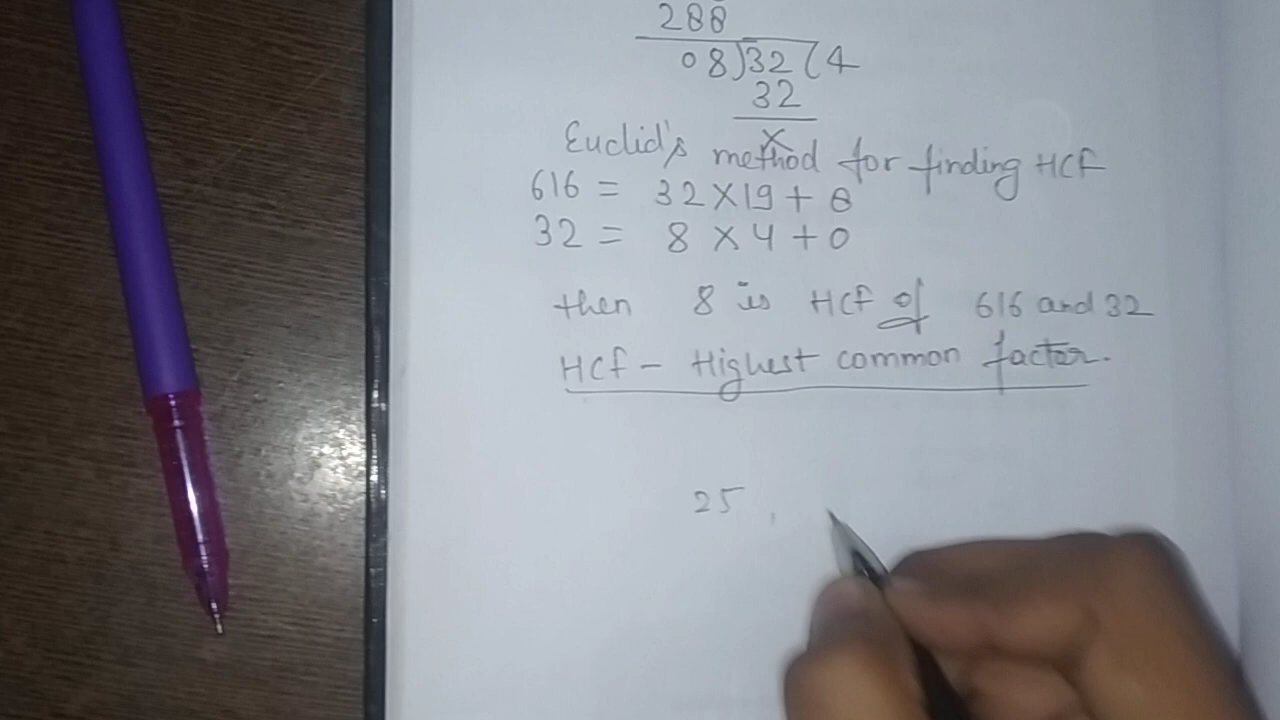 288
08)32(4
32
x
Euclid's method for finding HCF
616 = 32×19+8
32 = 8×4+0
then 8 is HCF of 616 and 32
HCF - Highest common factor.
25,